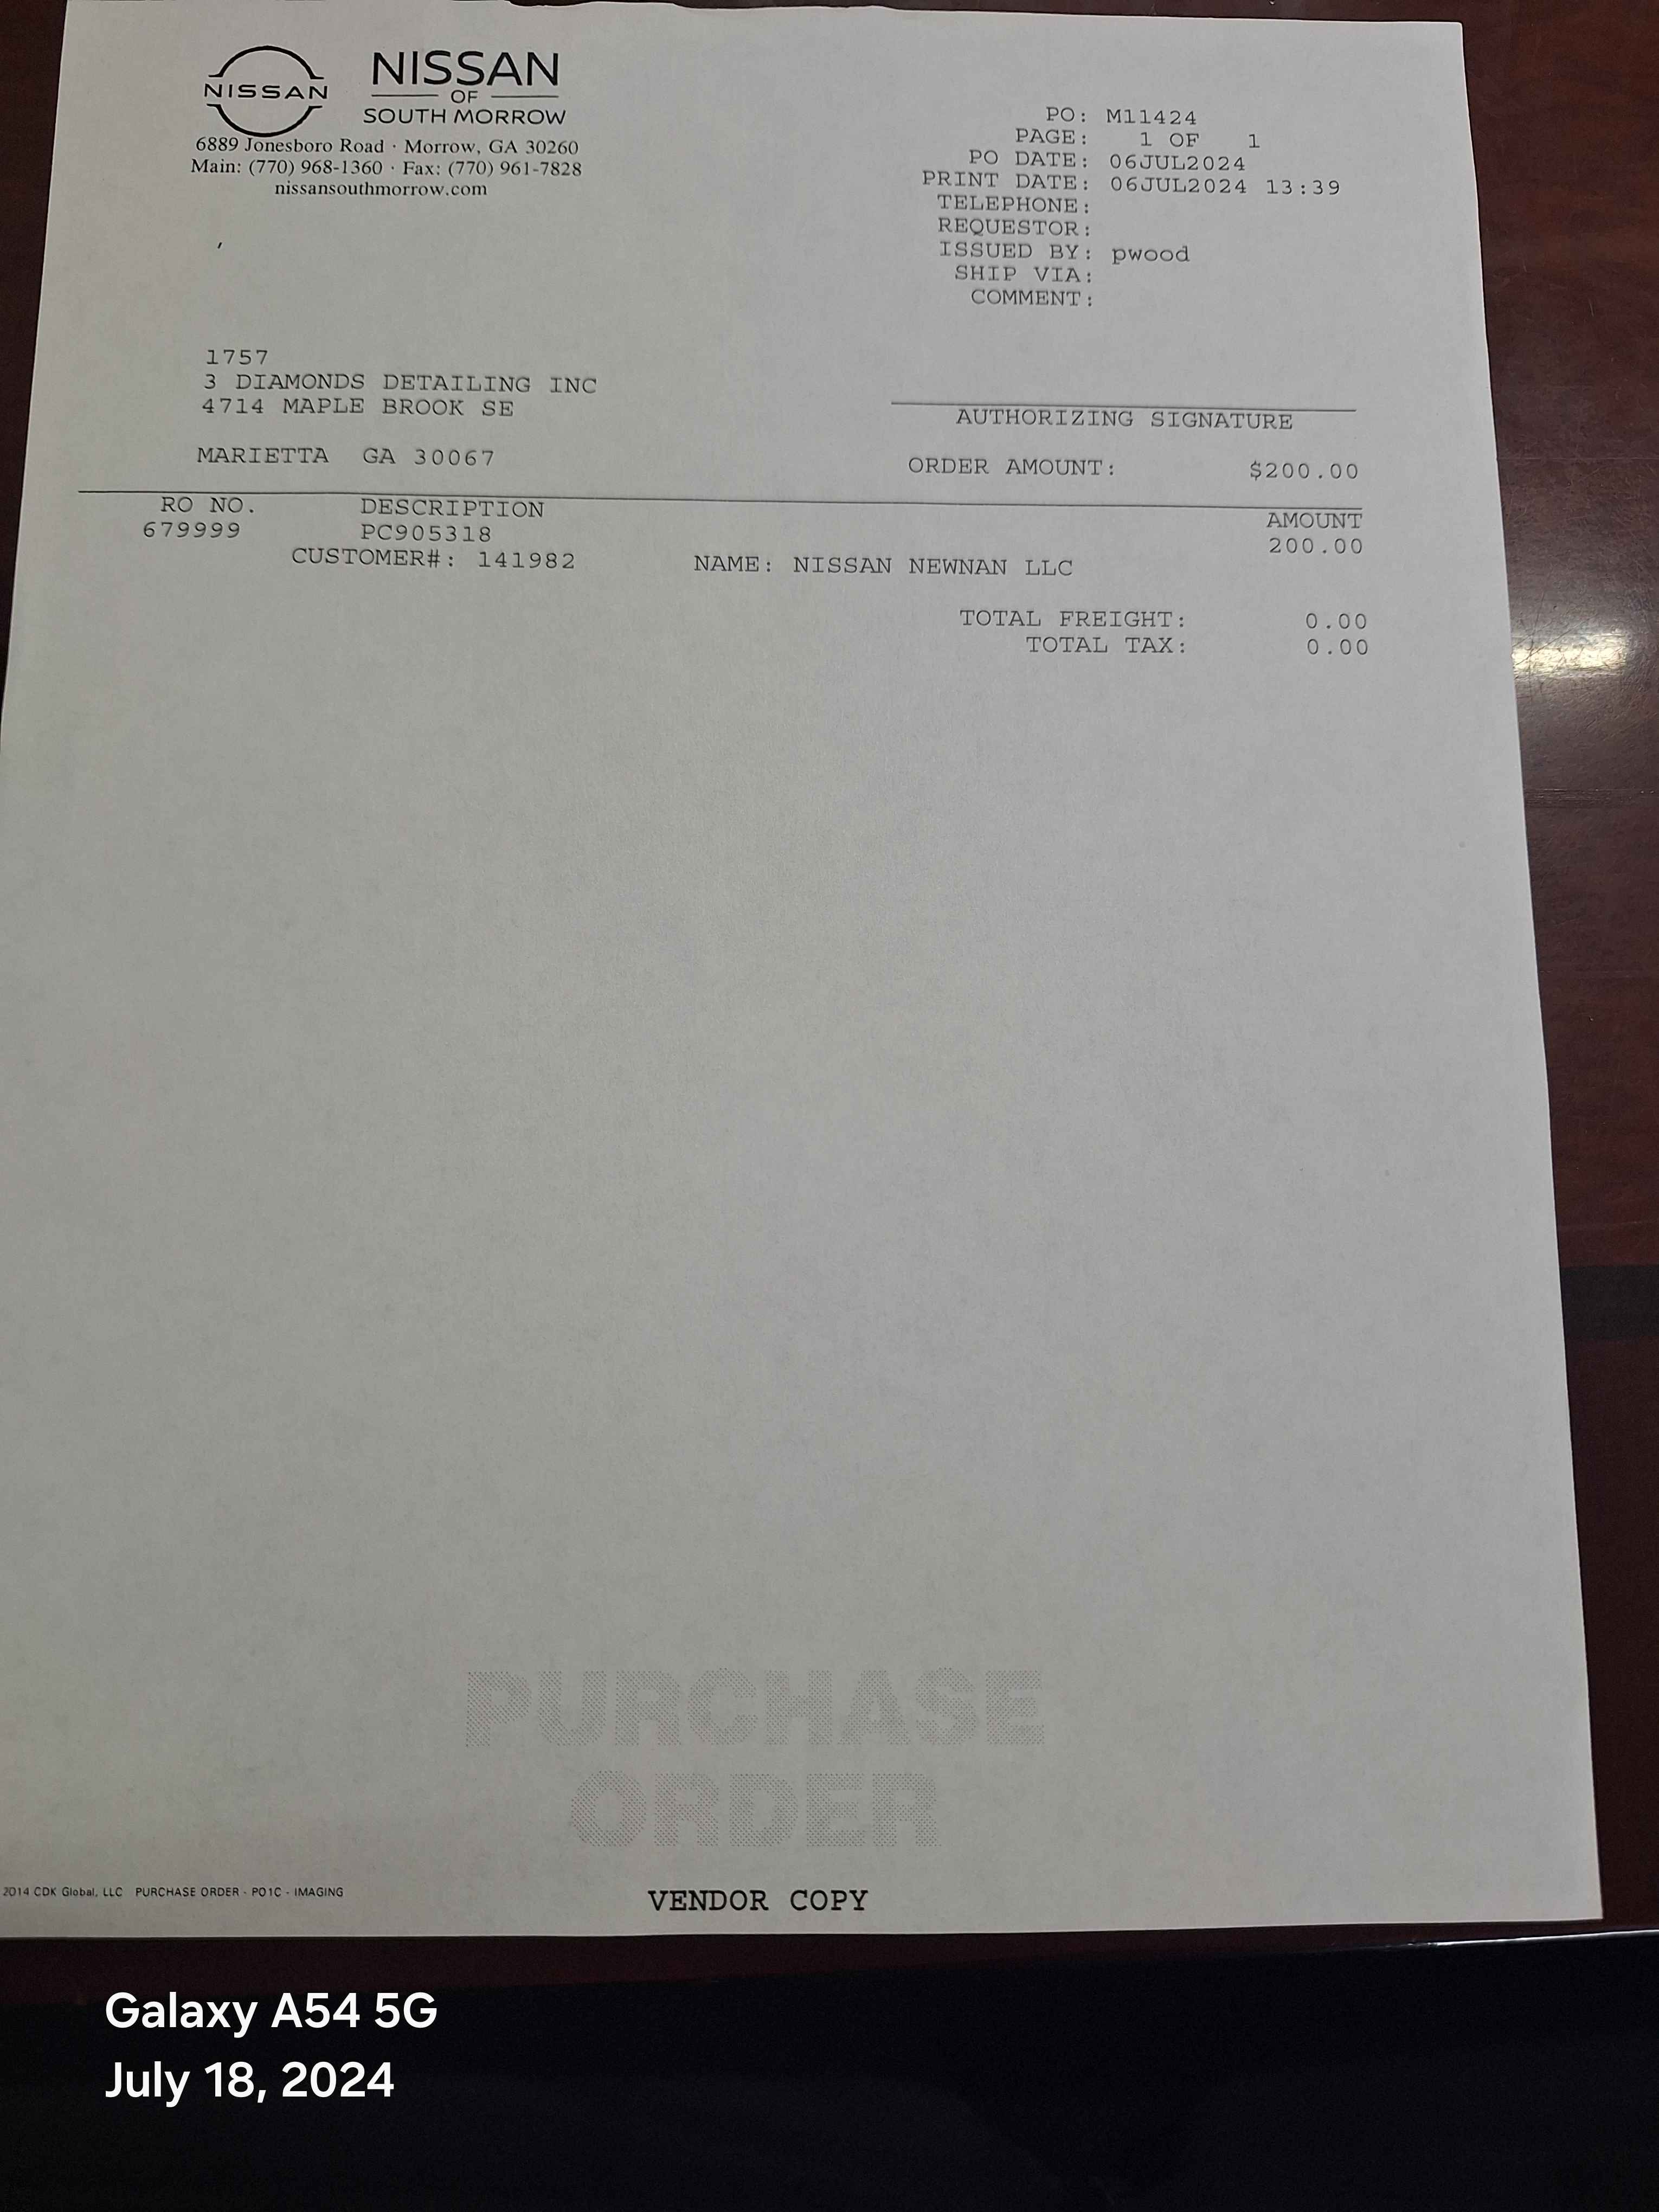 NISSAN
NISSAN
OF
SOUTH MORROW
6889 Jonesboro Road · Morrow, GA 30260
Main: (770) 968-1360 · Fax: (770) 961-7828
nissansouthmorrow.com
PO: M11424
PAGE: 1 OF 1
PO DATE: 06JUL2024
PRINT DATE: 06JUL2024 13:39
TELEPHONE:
REQUESTOR:
ISSUED BY: pwood
SHIP VIA:
COMMENT:
1757
3 DIAMONDS DETAILING INC
4714 MAPLE BROOK SE
MARIETTA GA 30067
AUTHORIZING SIGNATURE
ORDER AMOUNT: $200.00
RO NO. DESCRIPTION AMOUNT
679999 PC905318 200.00
CUSTOMER#: 141982 NAME: NISSAN NEWNAN LLC
TOTAL FREIGHT: 0.00
TOTAL TAX: 0.00
PURCHASE
ORDER
2014 CDK Global, LLC PURCHASE ORDER - PO1C - IMAGING
VENDOR COPY
Galaxy A54 5G
July 18, 2024